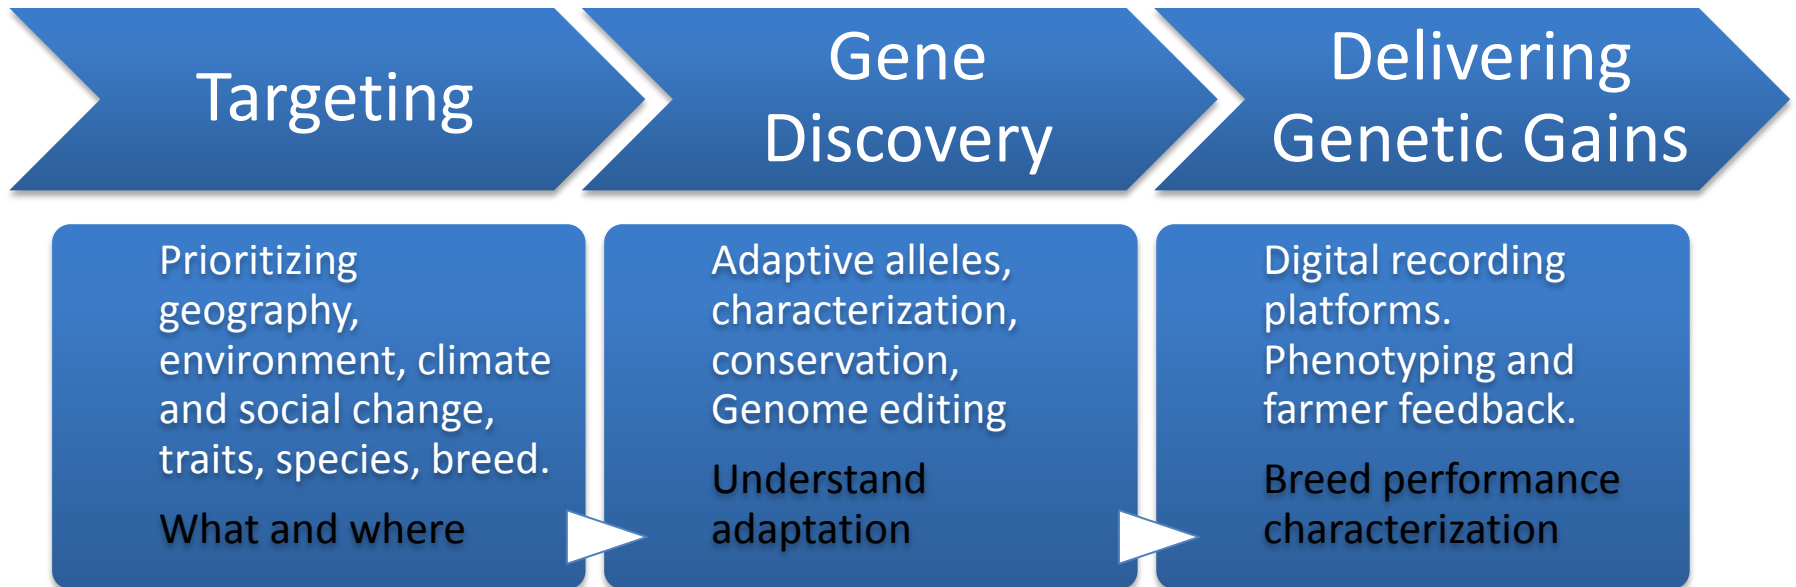 Targeting
Gene
Discovery
Delivering
Genetic Gains
Prioritizing
geography,
environment, climate
and social change,
traits, species, breed.
What and where
Adaptive alleles,
characterization,
conservation,
Genome editing
Understand
adaptation
Digital recording
platforms.
Phenotyping and
farmer feedback.
Breed performance
characterization